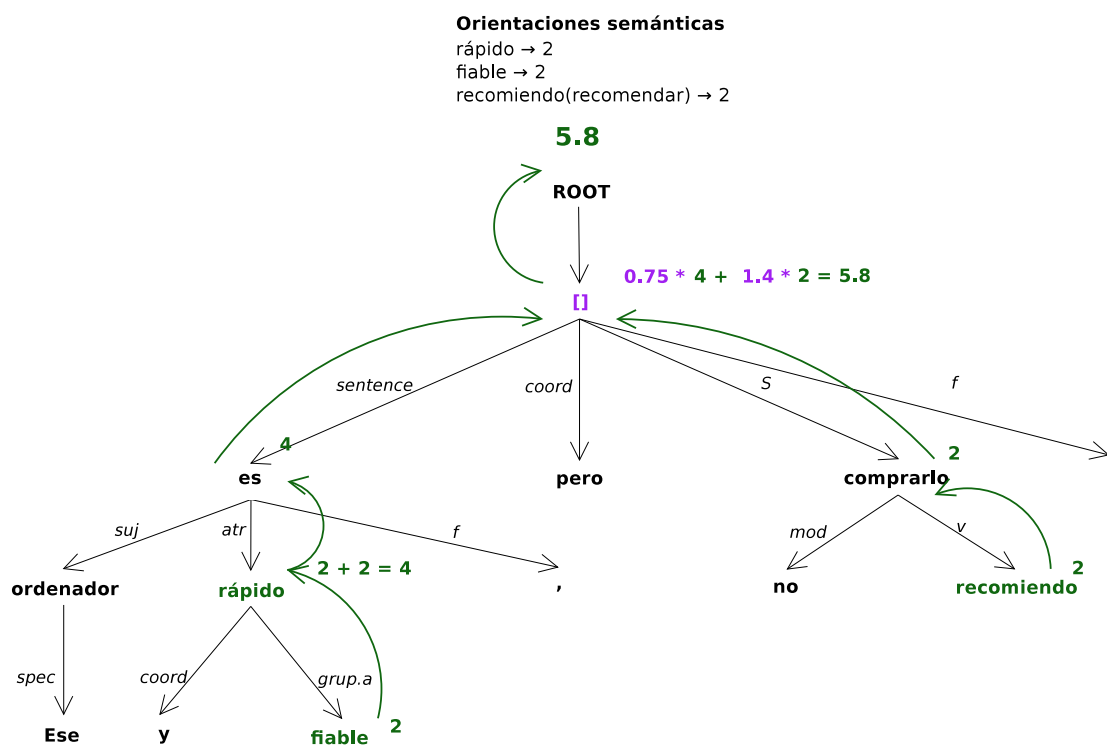 Orientaciones semánticas
rápido → 2
fiable → 2
recomiendo(recomendar) → 2
5.8
ROOT
0.75 * 4 + 1.4 * 2 = 5.8
[]
sentence
coord
S
f
4
2
es
pero
comprarlo
suj
atr
f
mod
v
2 + 2 = 4
2
ordenador
rápido
,
no
recomiendo
spec
coord
grup.a
2
Ese
y
fiable